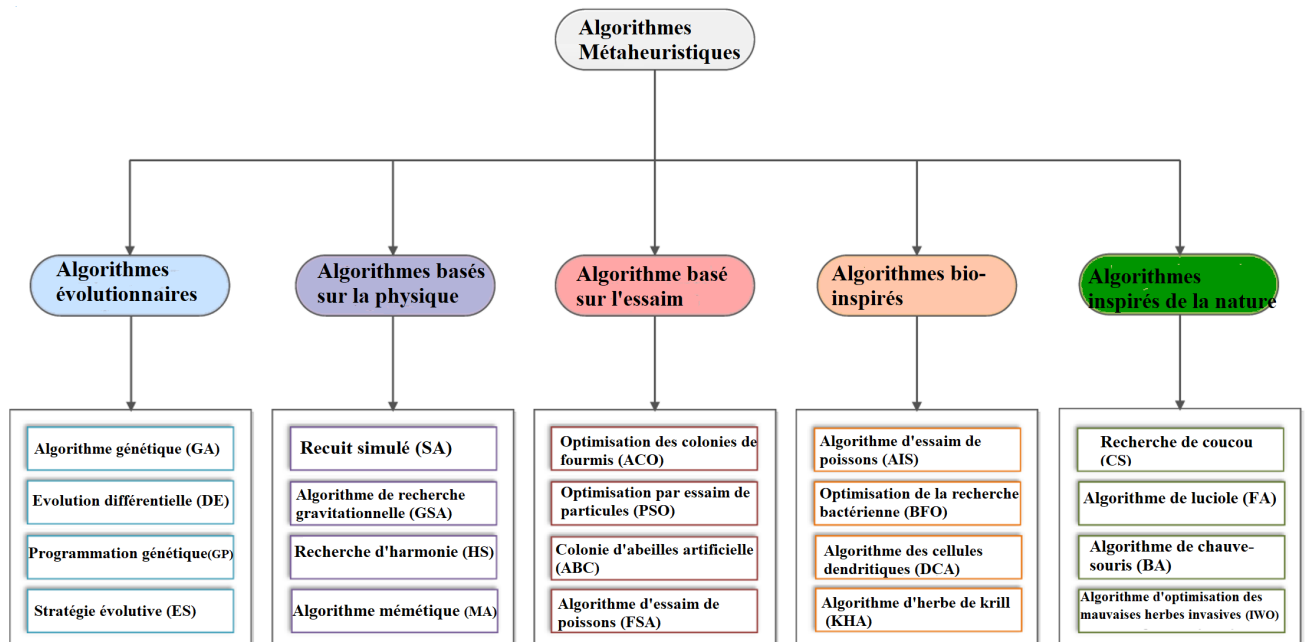 Algorithmes
Métaheuristiques
Algorithmes
évolutionnaires
Algorithmes basés
sur la physique
Algorithme basé
sur l'essaim
Algorithmes bio-
inspirés
Algorithmes
inspirés de la nature
Algorithme génétique (GA)
Evolution différentielle (DE)
Programmation génétique(GP)
Stratégie évolutive (ES)
Recuit simulé (SA)
Algorithme de recherche
gravitationnelle (GSA)
Recherche d'harmonie (HS)
Algorithme mémétique (MA)
Optimisation des colonies de
fourmis (ACO)
Optimisation par essaim de
particules (PSO)
Colonie d'abeilles artificielle
(ABC)
Algorithme d'essaim de
poissons (FSA)
Algorithme d'essaim de
poissons (AIS)
Optimisation de la recherche
bactérienne (BFO)
Algorithme des cellules
dendritiques (DCA)
Algorithme d'herbe de krill
(KHA)
Recherche de coucou
(CS)
Algorithme de luciole (FA)
Algorithme de chauve-
souris (BA)
Algorithme d'optimisation des
mauvaises herbes invasives (IWO)